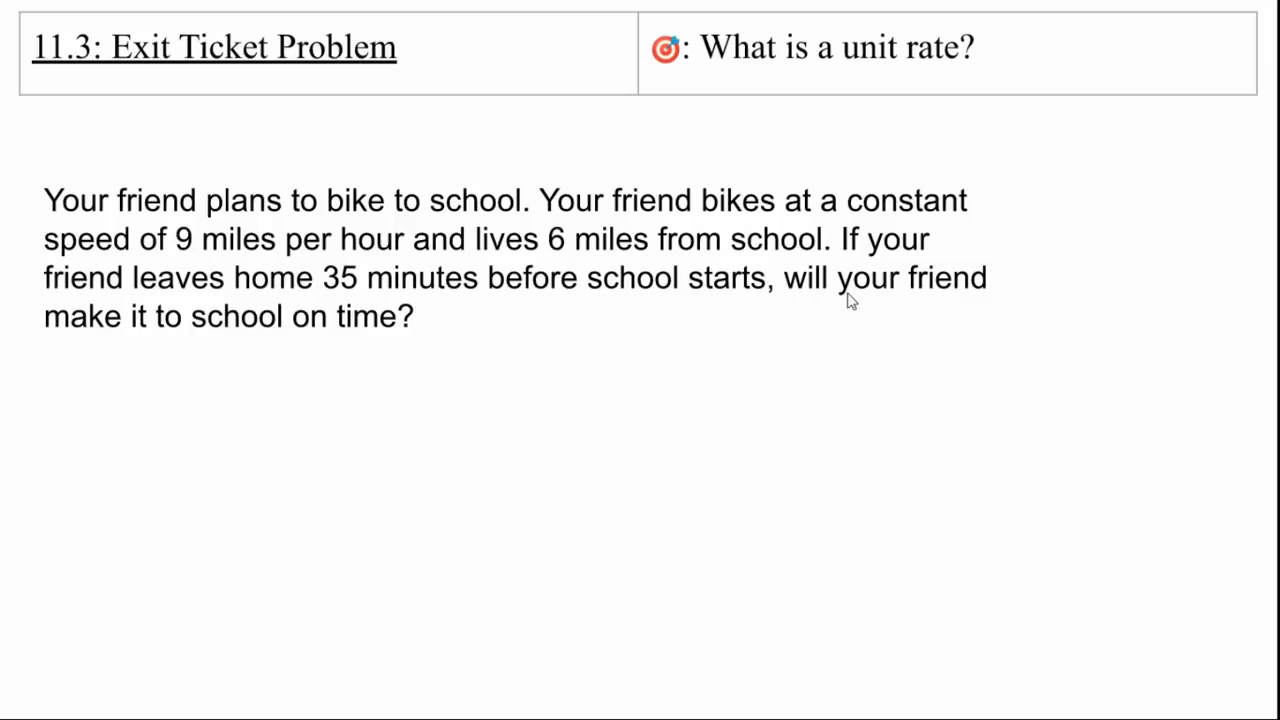 11.3: Exit Ticket Problem
🎯: What is a unit rate?
Your friend plans to bike to school. Your friend bikes at a constant
speed of 9 miles per hour and lives 6 miles from school. If your
friend leaves home 35 minutes before school starts, will your friend
make it to school on time?